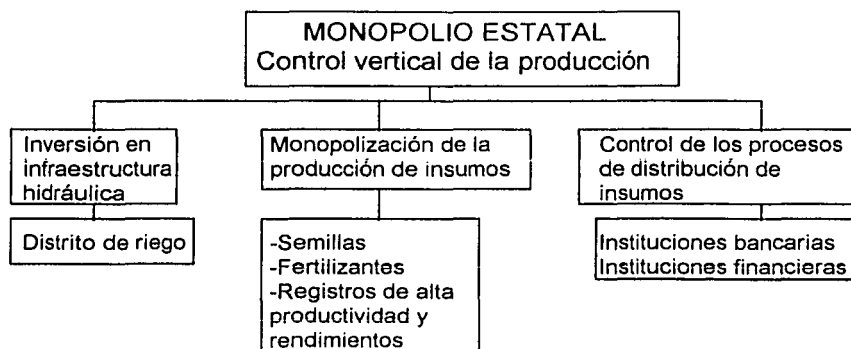 MONOPOLIO ESTATAL
Control vertical de la producción
Inversión en
infraestructura
hidráulica
Monopolización de la
producción de insumos
Control de los procesos
de distribución de
insumos
Distrito de riego
-Semillas
-Fertilizantes
-Registros de alta
productividad y
rendimientos
Instituciones bancarias
Instituciones financieras